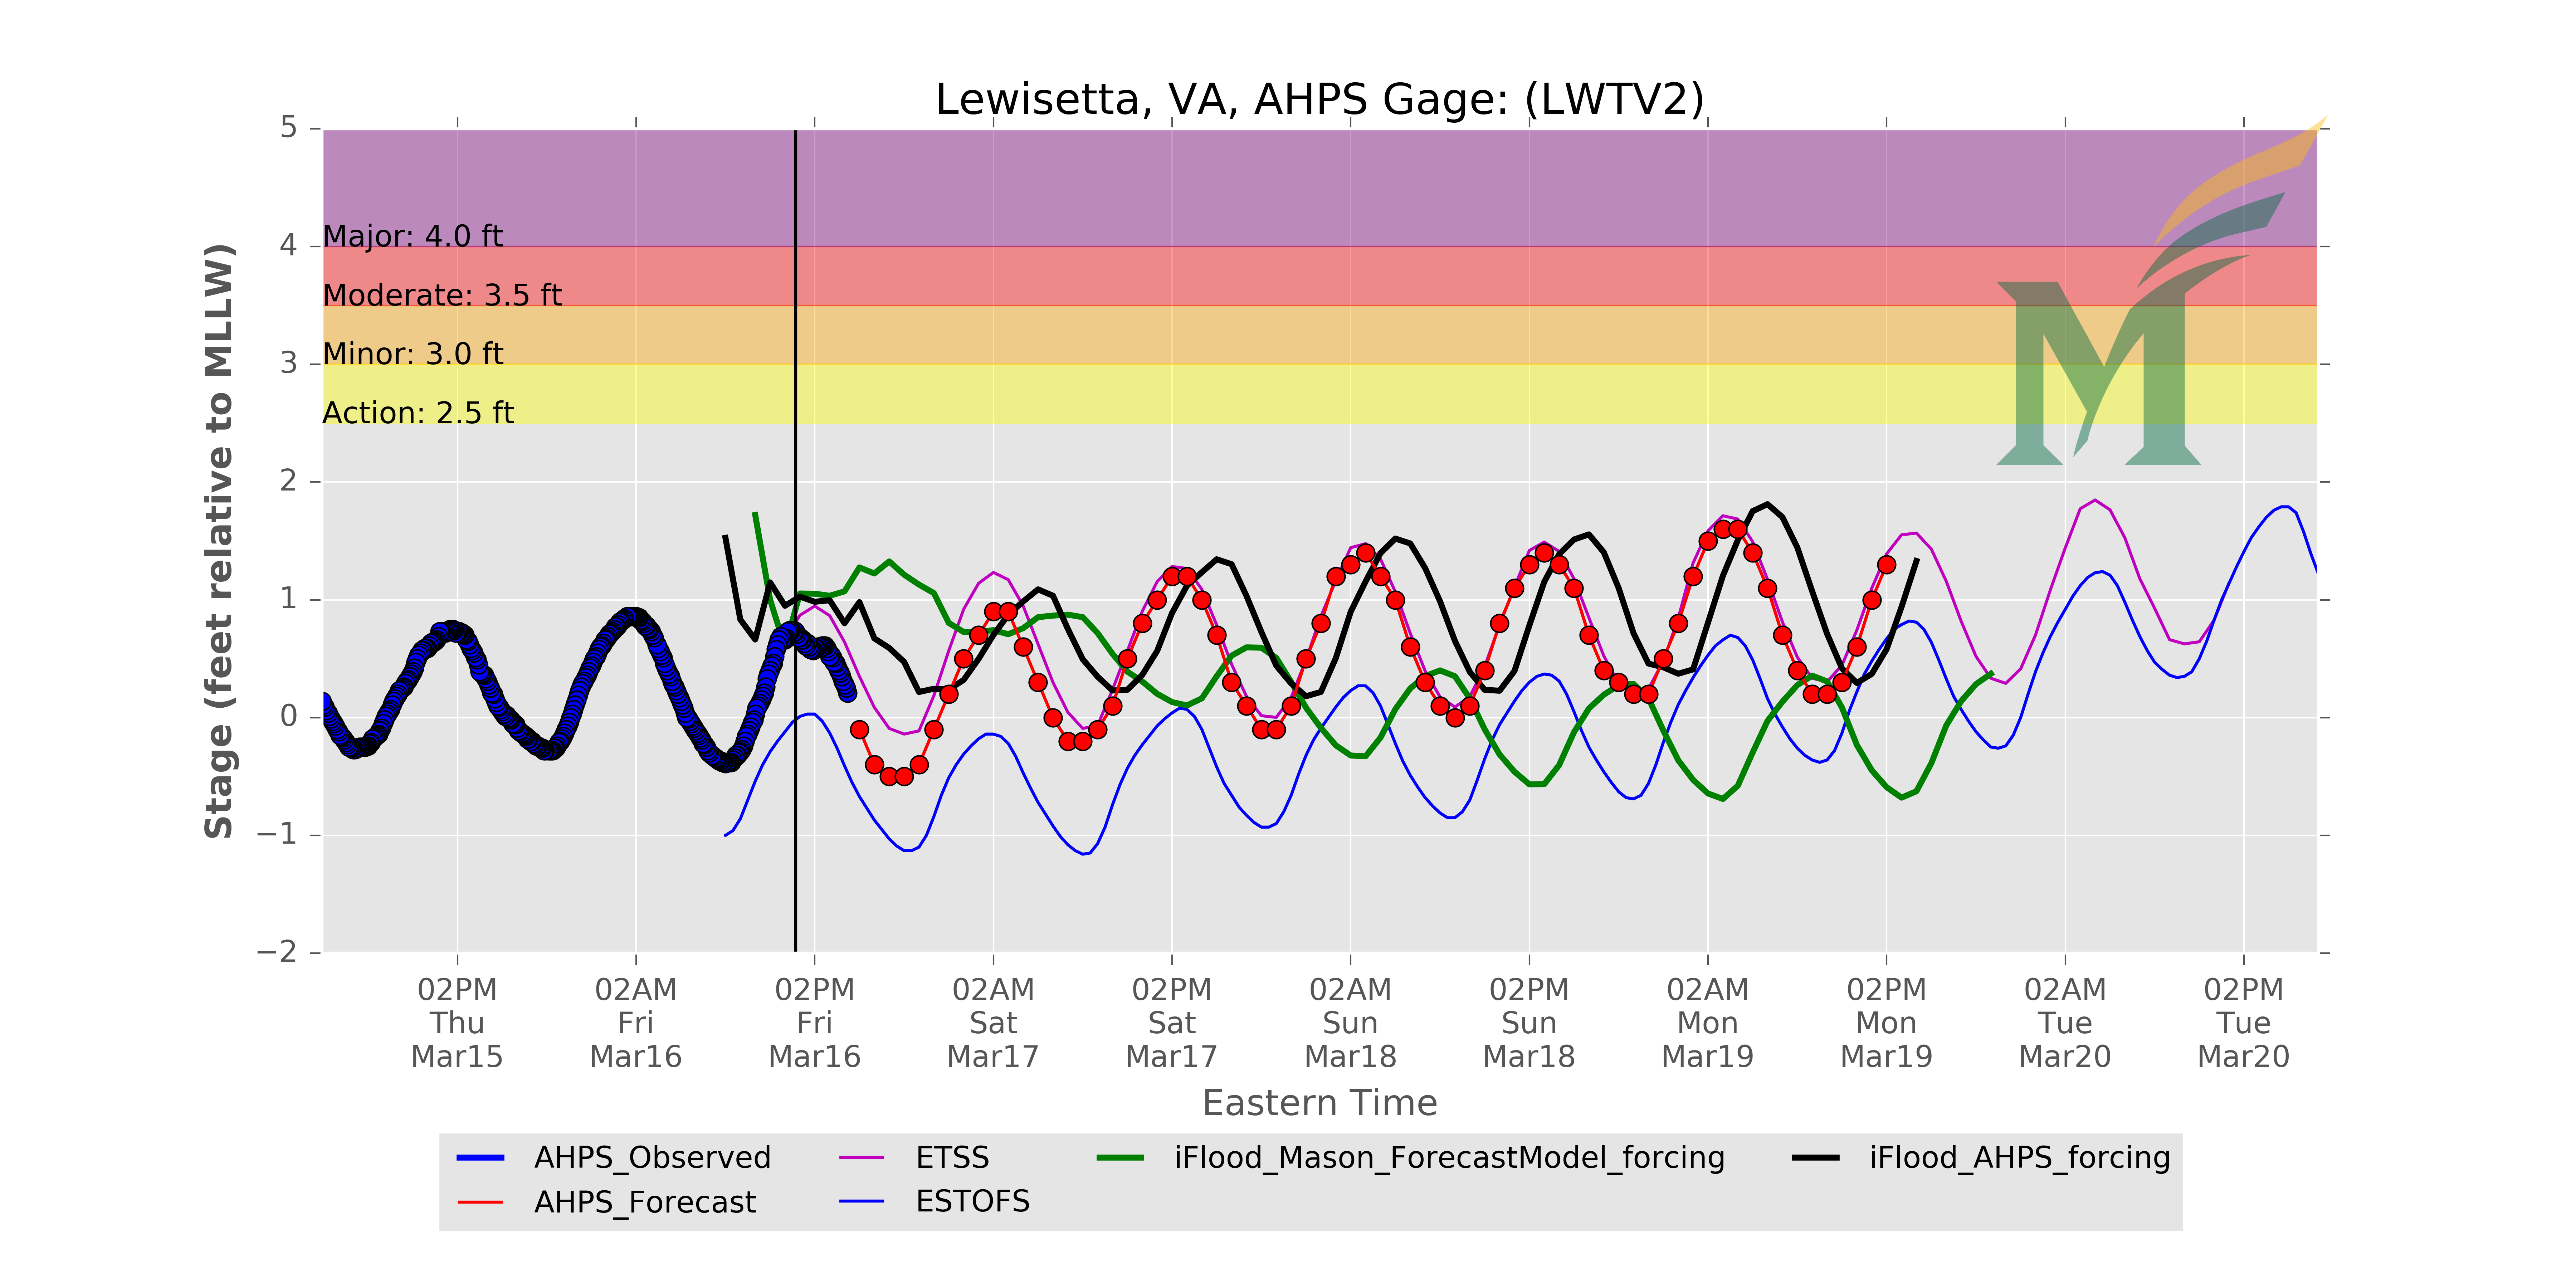 Lewisetta, VA, AHPS Gage: (LWTV2)
Stage (feet relative to MLLW)
5
4
3
2
1
0
−1
−2
Major: 4.0 ft
Moderate: 3.5 ft
Minor: 3.0 ft
Action: 2.5 ft
02PM 02AM 02PM 02AM 02PM 02AM 02PM 02AM 02PM 02AM 02PM
Thu Fri Fri Sat Sat Sun Sun Mon Mon Tue Tue
Mar15 Mar16 Mar16 Mar17 Mar17 Mar18 Mar18 Mar19 Mar19 Mar20 Mar20
Eastern Time
AHPS_Observed ETSS iFlood_Mason_ForecastModel_forcing iFlood_AHPS_forcing
AHPS_Forecast ESTOFS
M